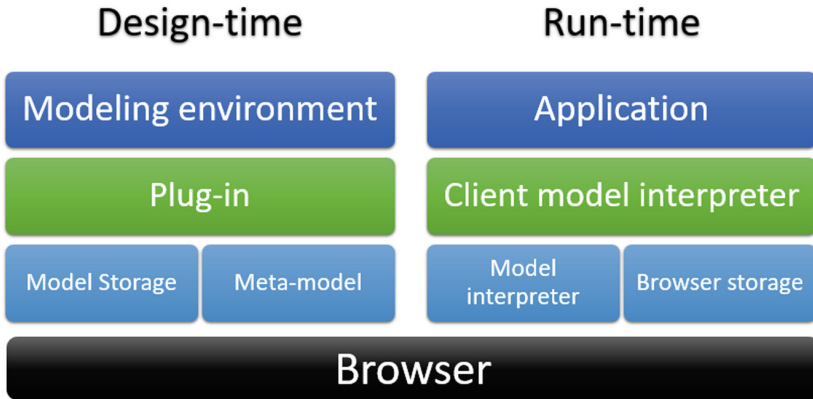 Design-time
Run-time
Modeling environment
Application
Plug-in
Client model interpreter
Model Storage
Meta-model
Model
interpreter
Browser storage
Browser